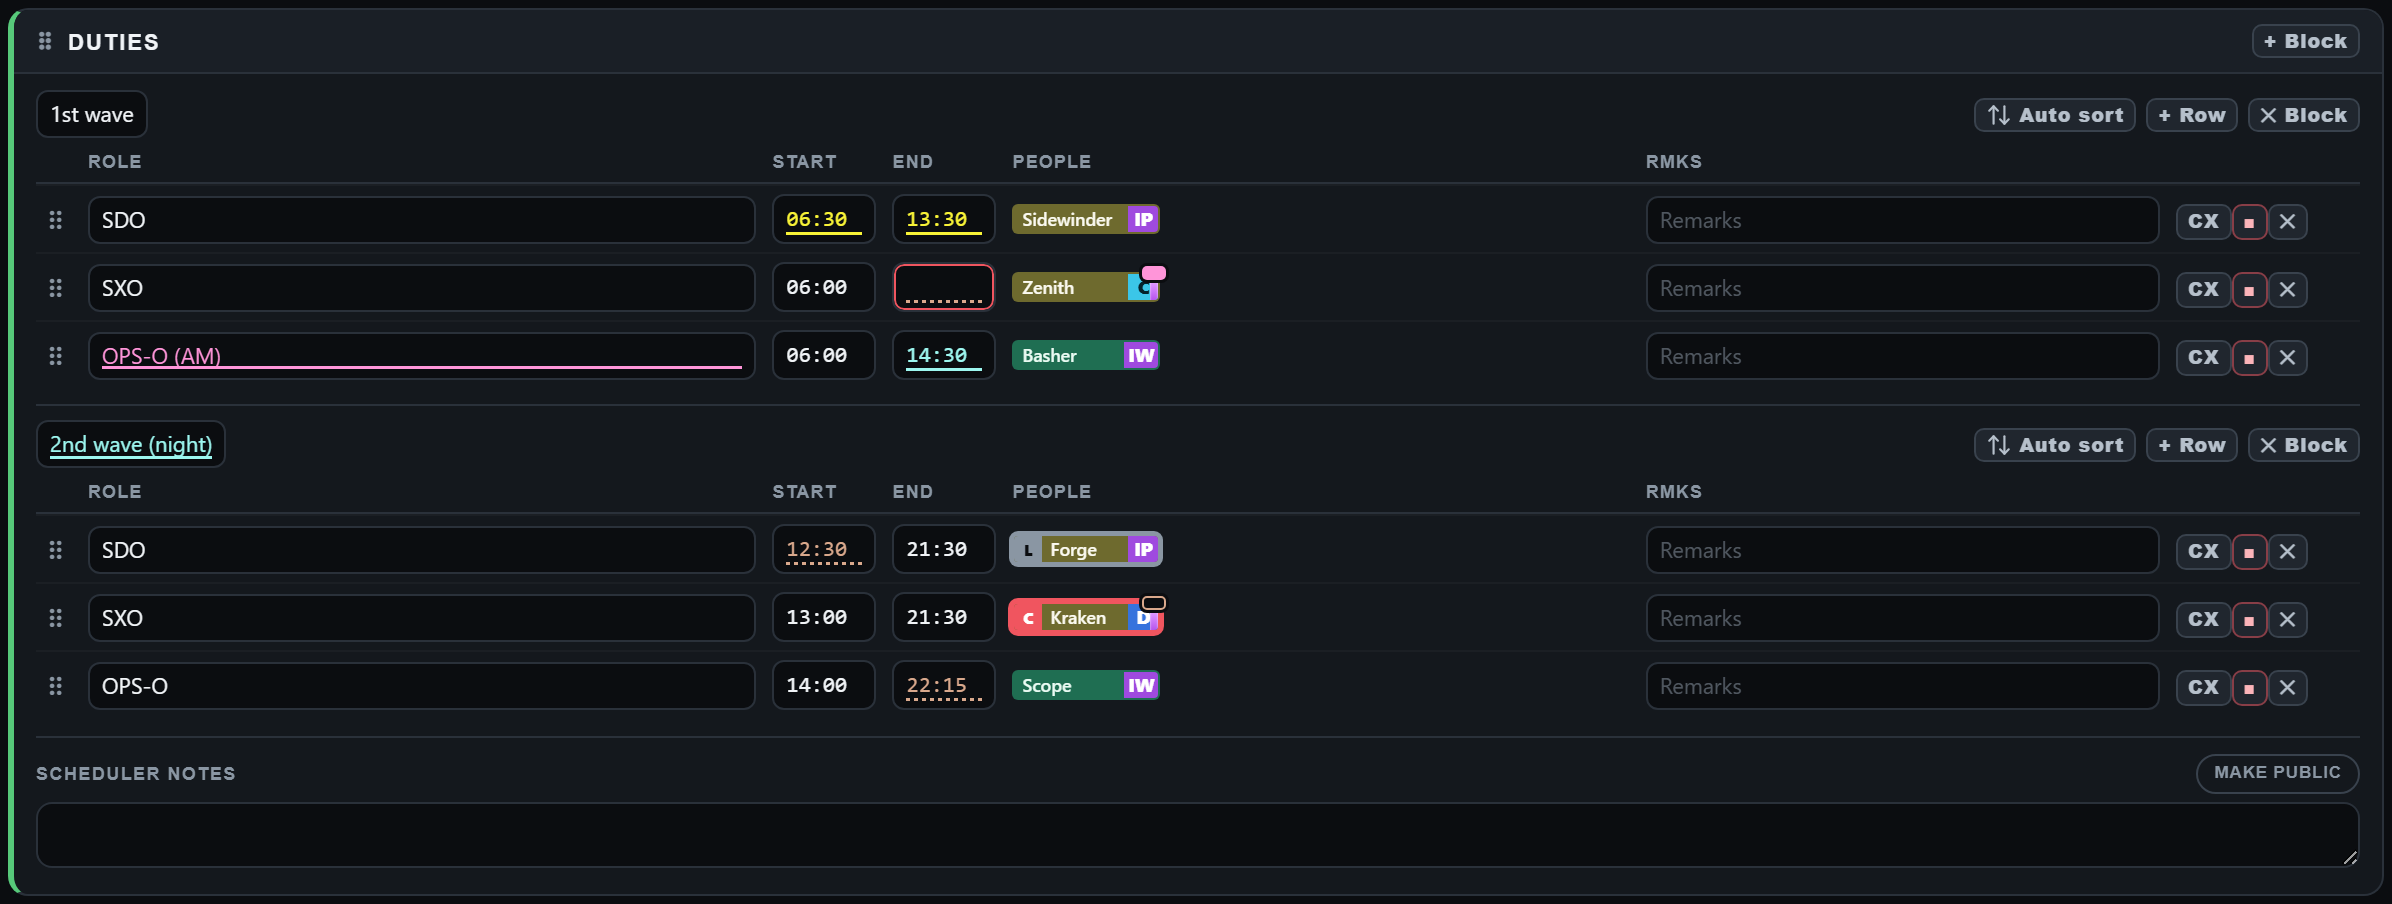 DUTIES
+ Block
1st wave
Auto sort
+ Row
Block
ROLE START END PEOPLE RMKS
SDO 06:30 13:30 Sidewinder IP Remarks CX
SXO 06:00 Zenith C Remarks CX
OPS-O (AM) 06:00 14:30 Basher IW Remarks CX
2nd wave (night)
Auto sort
+ Row
Block
ROLE START END PEOPLE RMKS
SDO 12:30 21:30 L Forge IP Remarks CX
SXO 13:00 21:30 C Kraken D Remarks CX
OPS-O 14:00 22:15 Scope IW Remarks CX
SCHEDULER NOTES
MAKE PUBLIC